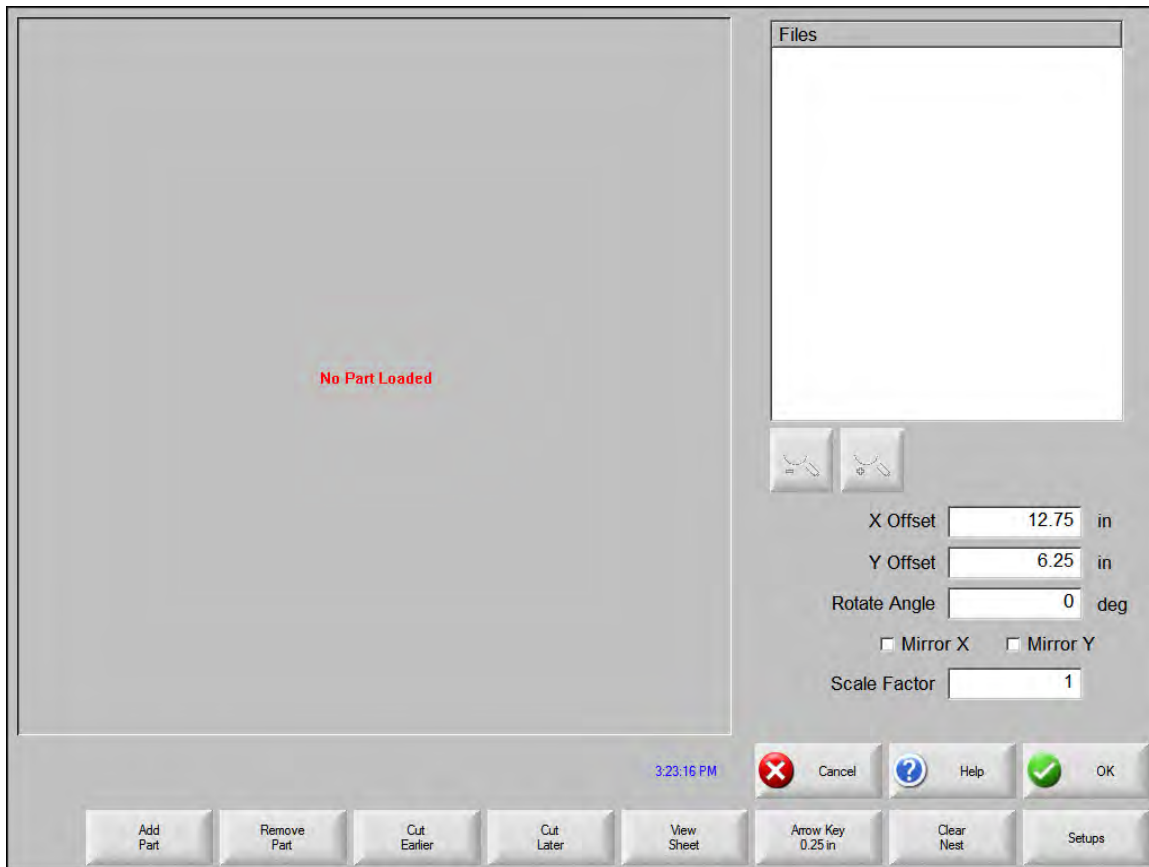 Files
No Part Loaded
X Offset 12.75 in
Y Offset 6.25 in
Rotate Angle 0 deg
Mirror X Mirror Y
Scale Factor 1
3:23:16 PM
Cancel
Help
OK
Add
Part
Remove
Part
Cut
Earlier
Cut
Later
View
Sheet
Arrow Key
0.25 in
Clear
Nest
Setups